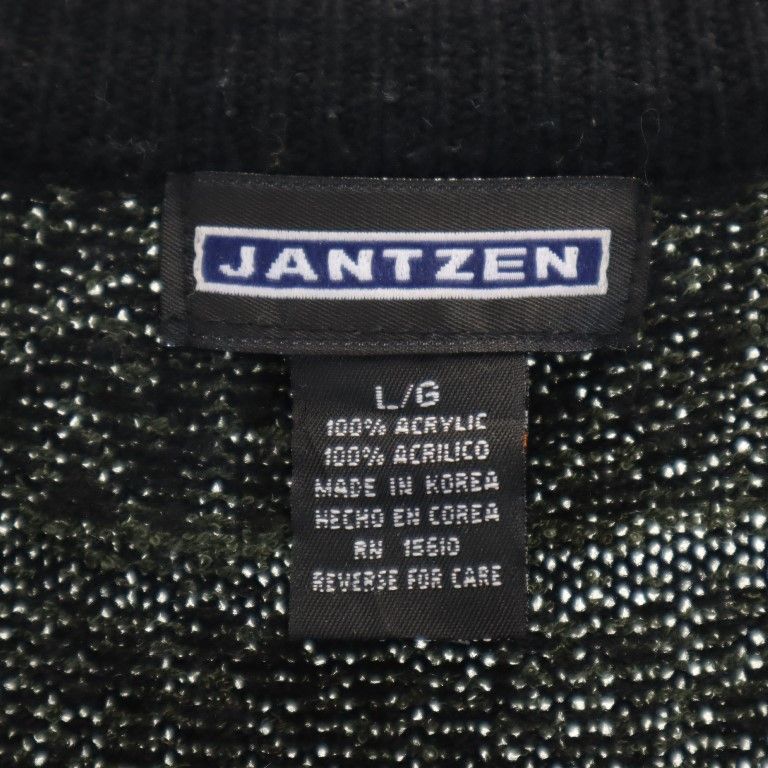 JANTZEN
L/G
100% ACRYLIC
100% ACRILICO
MADE IN KOREA
HECHO EN COREA
RN 15610
REVERSE FOR CARE